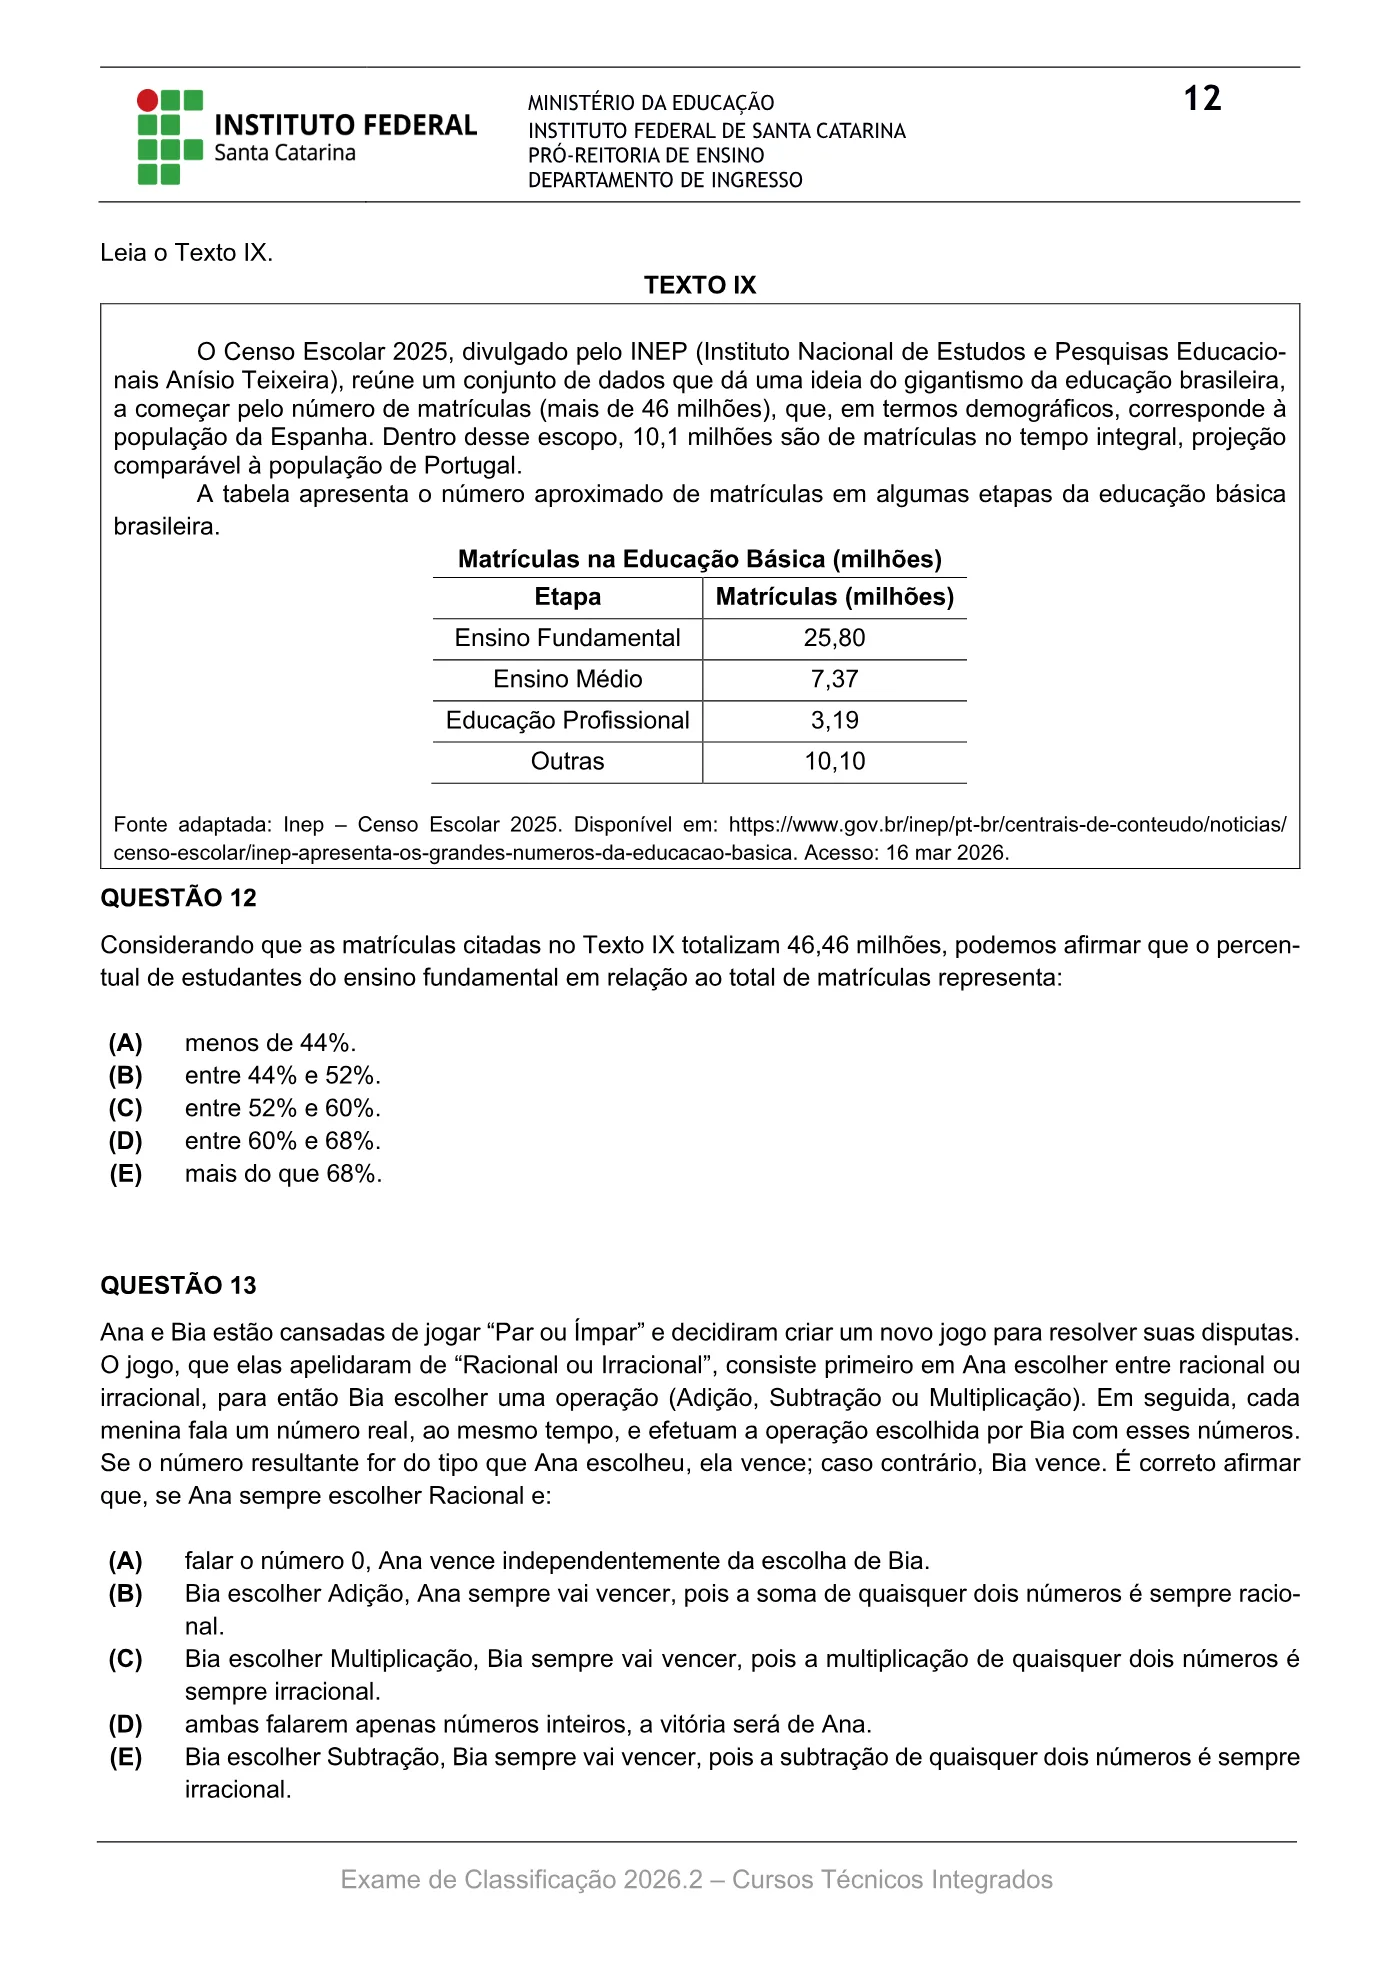 INSTITUTO FEDERAL
Santa Catarina
MINISTÉRIO DA EDUCAÇÃO
INSTITUTO FEDERAL DE SANTA CATARINA
PRÓ-REITORIA DE ENSINO
DEPARTAMENTO DE INGRESSO
12
Leia o Texto IX.
TEXTO IX
O Censo Escolar 2025, divulgado pelo INEP (Instituto Nacional de Estudos e Pesquisas Educacio-
nais Anísio Teixeira), reúne um conjunto de dados que dá uma ideia do gigantismo da educação brasileira,
a começar pelo número de matrículas (mais de 46 milhões), que, em termos demográficos, corresponde à
população da Espanha. Dentro desse escopo, 10,1 milhões são de matrículas no tempo integral, projeção
comparável à população de Portugal.
A tabela apresenta o número aproximado de matrículas em algumas etapas da educação básica
brasileira.
Matrículas na Educação Básica (milhões)
Etapa Matrículas (milhões)
Ensino Fundamental 25,80
Ensino Médio 7,37
Educação Profissional 3,19
Outras 10,10
Fonte adaptada: Inep – Censo Escolar 2025. Disponível em: https://www.gov.br/inep/pt-br/centrais-de-conteudo/noticias/
censo-escolar/inep-apresenta-os-grandes-numeros-da-educacao-basica. Acesso: 16 mar 2026.
QUESTÃO 12
Considerando que as matrículas citadas no Texto IX totalizam 46,46 milhões, podemos afirmar que o percen-
tual de estudantes do ensino fundamental em relação ao total de matrículas representa:
(A) menos de 44%.
(B) entre 44% e 52%.
(C) entre 52% e 60%.
(D) entre 60% e 68%.
(E) mais do que 68%.
QUESTÃO 13
Ana e Bia estão cansadas de jogar “Par ou Ímpar” e decidiram criar um novo jogo para resolver suas disputas.
O jogo, que elas apelidaram de “Racional ou Irracional”, consiste primeiro em Ana escolher entre racional ou
irracional, para então Bia escolher uma operação (Adição, Subtração ou Multiplicação). Em seguida, cada
menina fala um número real, ao mesmo tempo, e efetuam a operação escolhida por Bia com esses números.
Se o número resultante for do tipo que Ana escolheu, ela vence; caso contrário, Bia vence. É correto afirmar
que, se Ana sempre escolher Racional e:
(A) falar o número 0, Ana vence independentemente da escolha de Bia.
(B) Bia escolher Adição, Ana sempre vai vencer, pois a soma de quaisquer dois números é sempre racio-
nal.
(C) Bia escolher Multiplicação, Bia sempre vai vencer, pois a multiplicação de quaisquer dois números é
sempre irracional.
(D) ambas falarem apenas números inteiros, a vitória será de Ana.
(E) Bia escolher Subtração, Bia sempre vai vencer, pois a subtração de quaisquer dois números é sempre
irracional.
Exame de Classificação 2026.2 – Cursos Técnicos Integrados